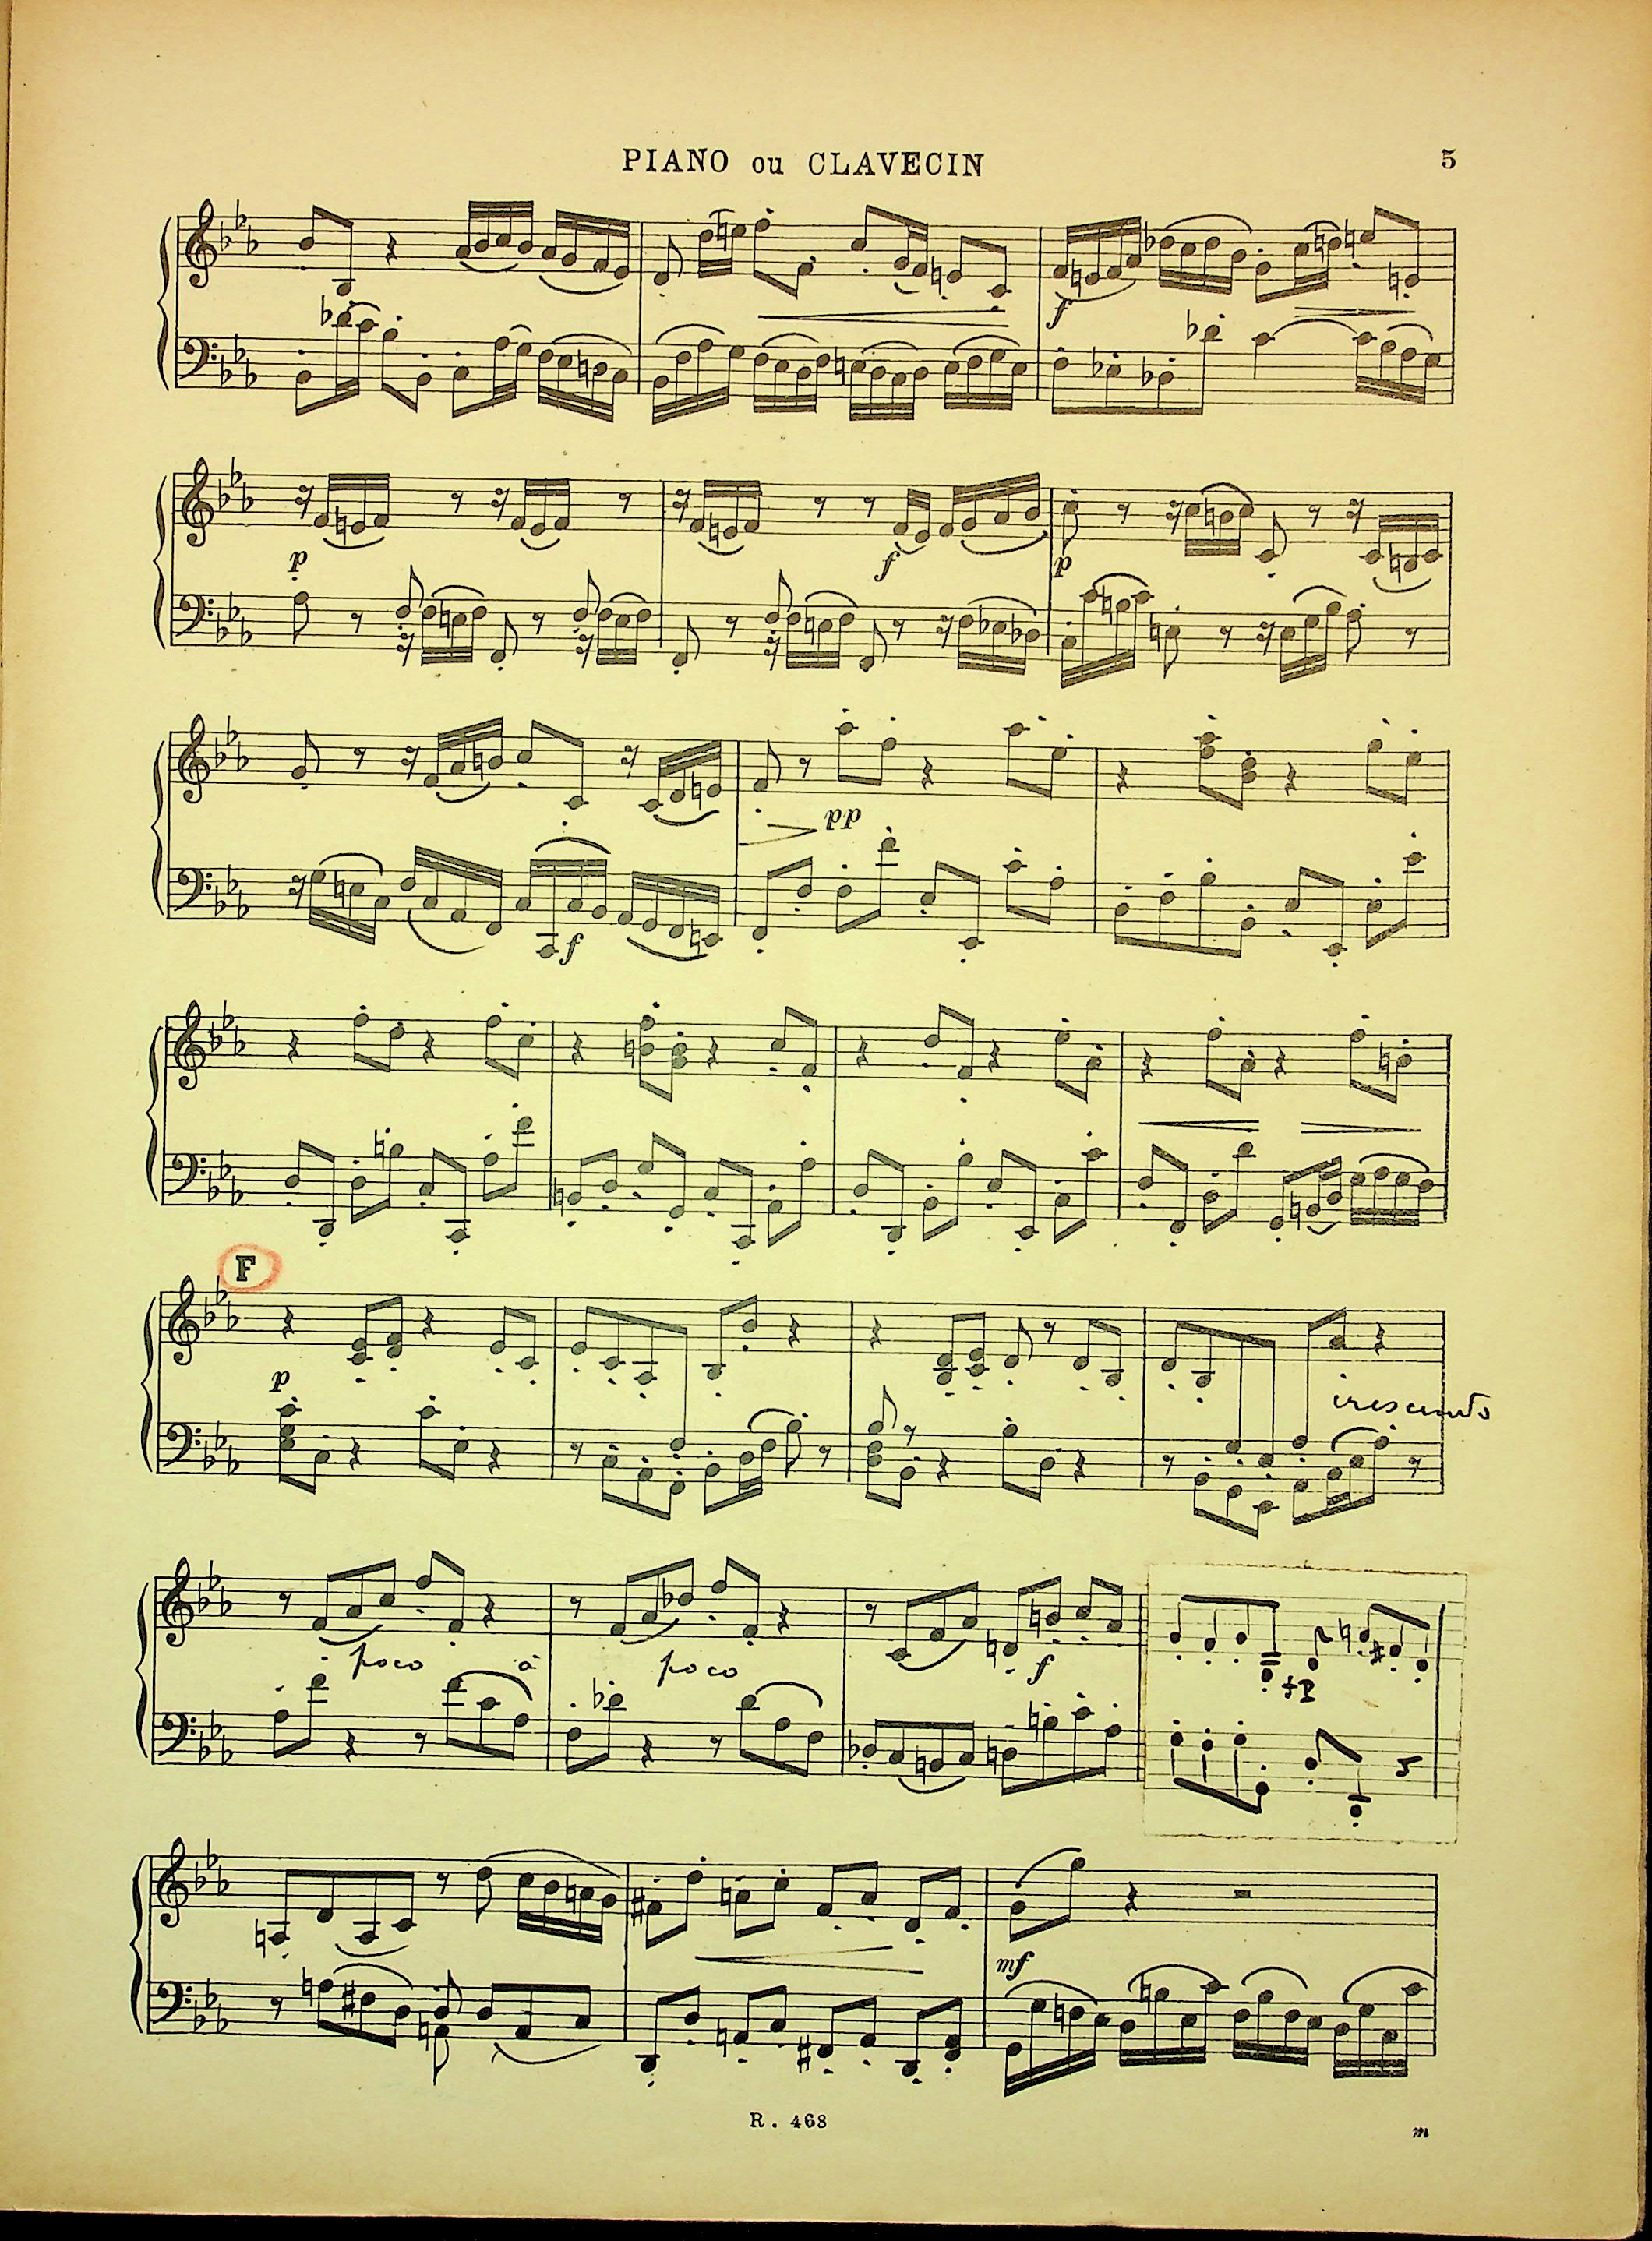 PIANO ou CLAVECIN 5
f
p f p
pp
f
F
p
crescendo
poco à poco f
mf
R. 468
m